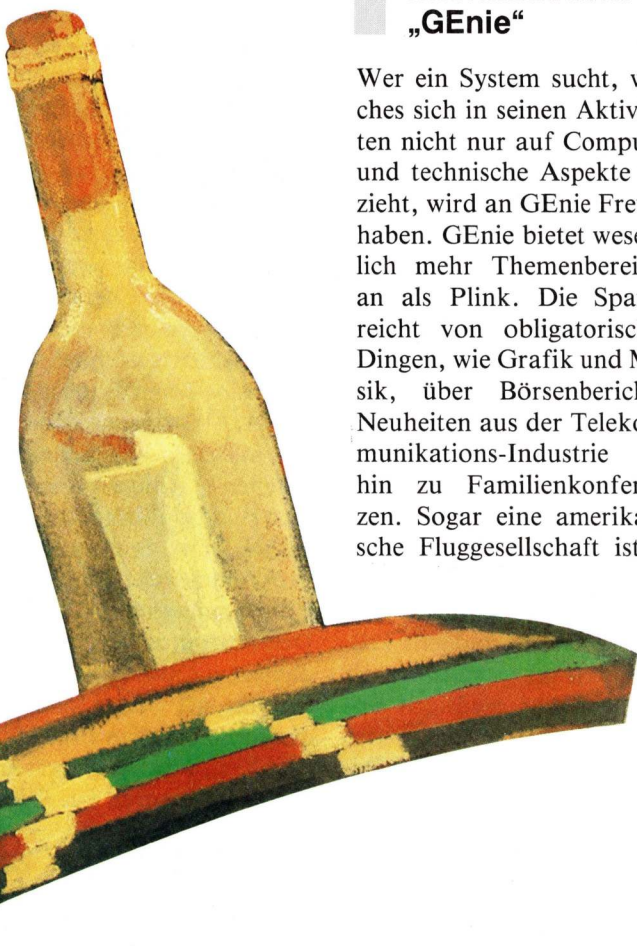 „GEnie“
Wer ein System sucht, w
ches sich in seinen Aktiv
ten nicht nur auf Compu
und technische Aspekte
zieht, wird an GEnie Freu
haben. GEnie bietet wese
lich mehr Themenberei
an als Plink. Die Spa
reicht von obligatorisc
Dingen, wie Grafik und M
sik, über Börsenberich
Neuheiten aus der Teleko
munikations-Industrie
hin zu Familienkonfer
zen. Sogar eine amerika
sche Fluggesellschaft ist